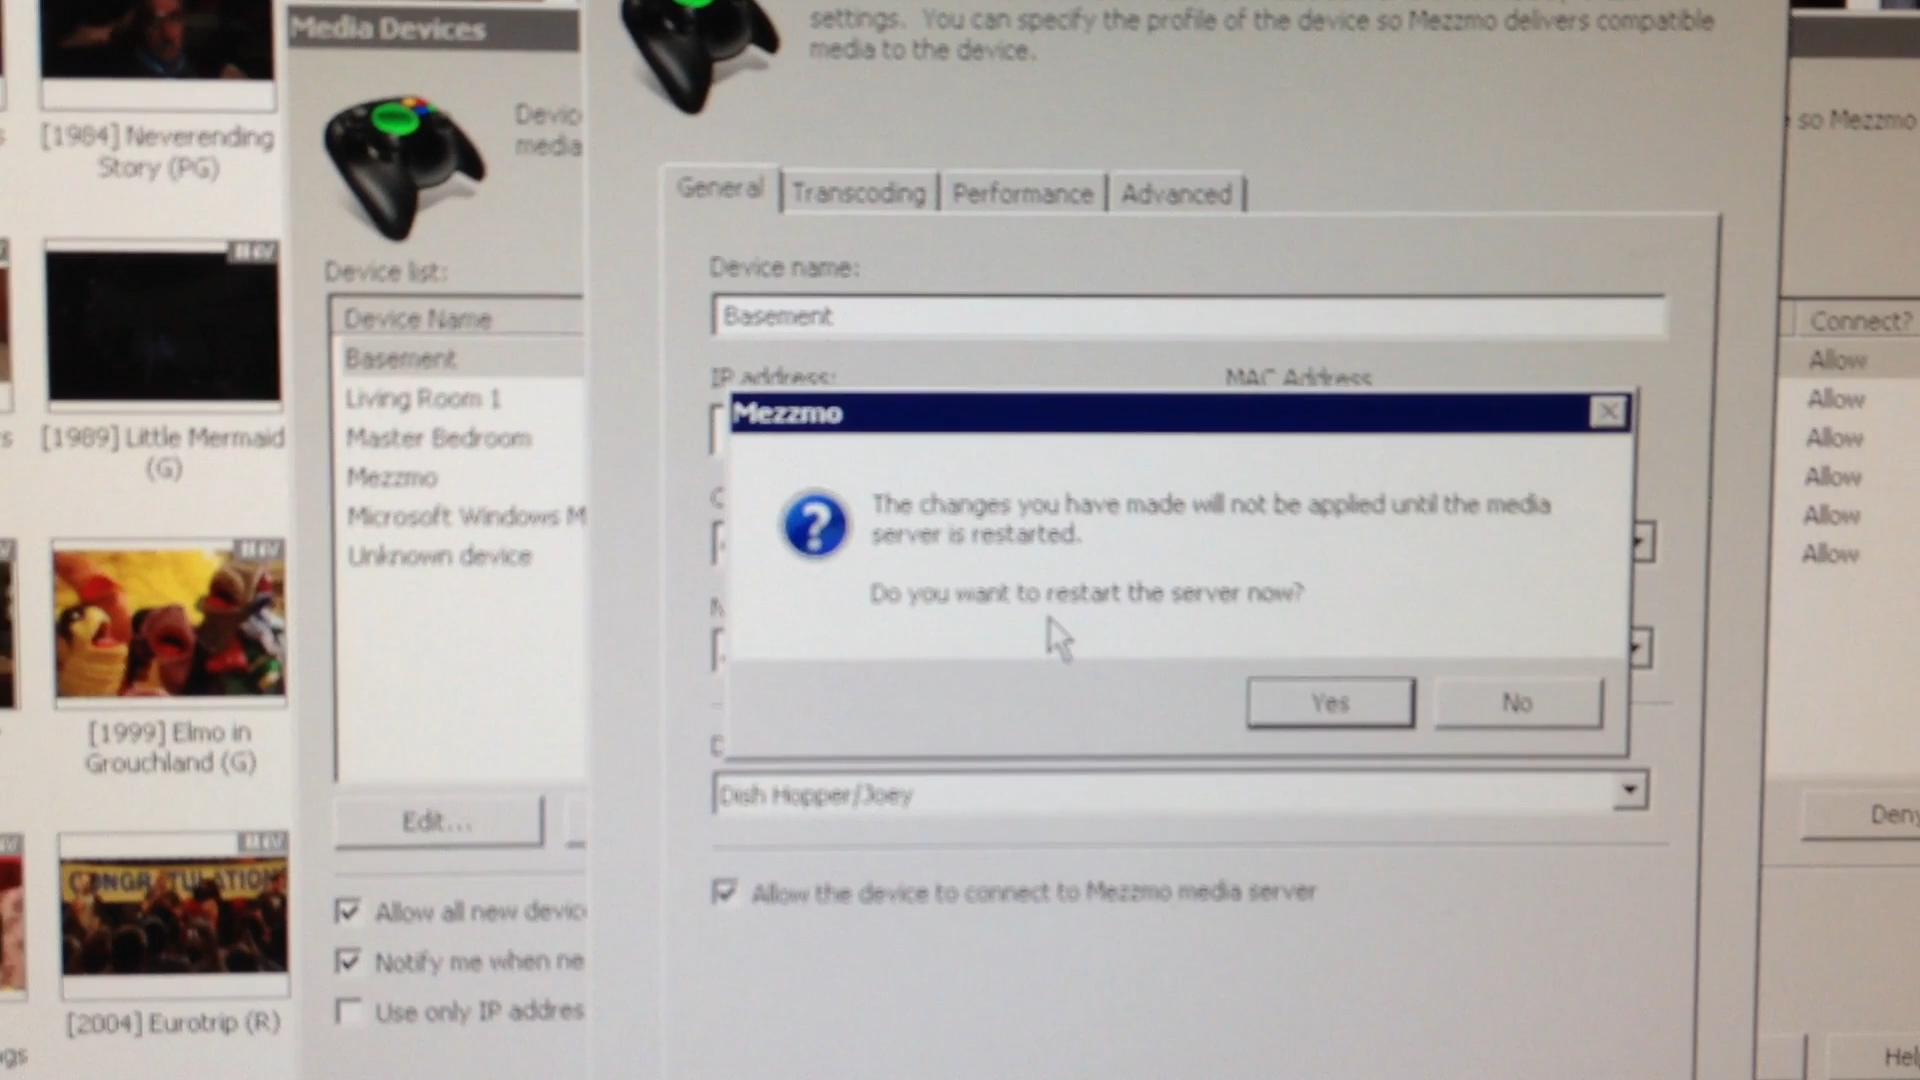 Media Devices
settings. You can specify the profile of the device so Mezzmo delivers compatible
media to the device.
so Mezzmo
[1984] Neverending
Story (PG)
[1989] Little Mermaid
(G)
[1999] Elmo in
Grouchland (G)
CONGRATULATION
[2004] Eurotrip (R)
Devic
media
Device list:
Device Name
Basement
Living Room 1
Master Bedroom
Mezzmo
Microsoft Windows M
Unknown device
Edit...
Allow all new devic
Notify me when ne
Use only IP addres
General
Transcoding
Performance
Advanced
Device name:
Basement
IP address:
MAC Address
Mezzmo
The changes you have made will not be applied until the media
server is restarted.
Do you want to restart the server now?
Yes
No
Dish Hopper/Joey
Allow the device to connect to Mezzmo media server
Connect?
Allow
Allow
Allow
Allow
Allow
Allow
Deny
Hel